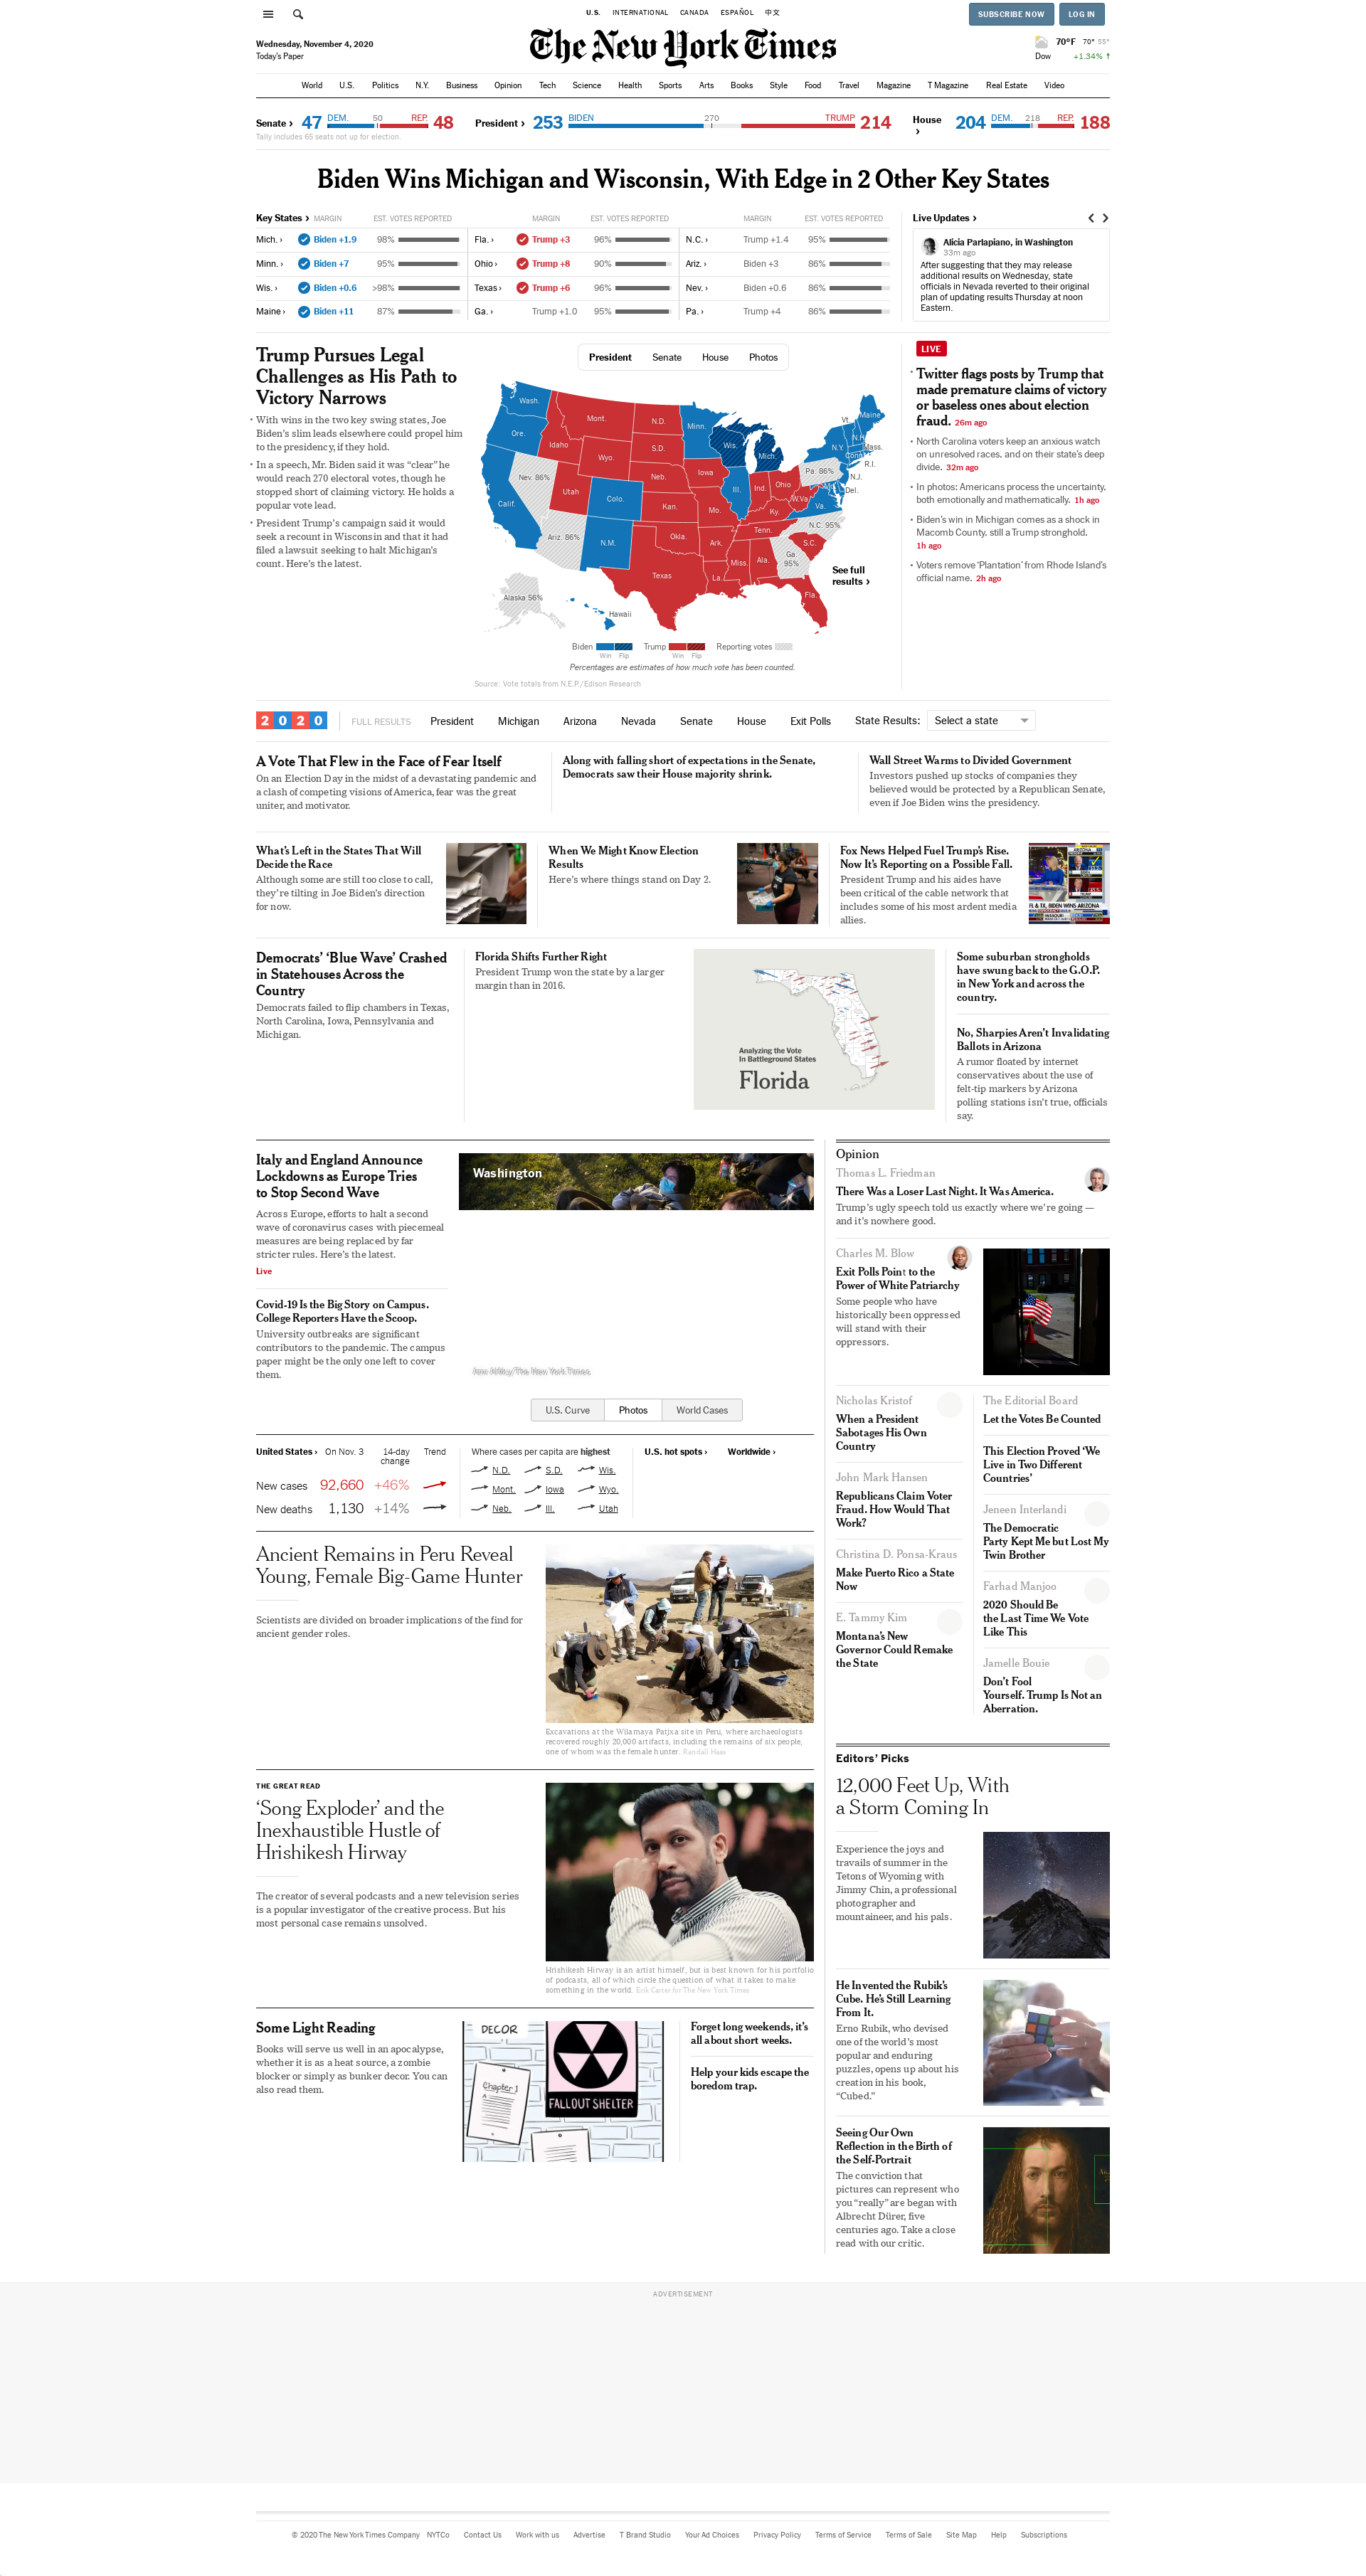 U.S. INTERNATIONAL CANADA ESPAÑOL 中文
SUBSCRIBE NOW LOG IN
Wednesday, November 4, 2020
Today's Paper
The New York Times
70°F 70° 55°
Dow +1.34% ↑
World U.S. Politics N.Y. Business Opinion Tech Science Health Sports Arts Books Style Food Travel Magazine T Magazine Real Estate Video
Senate › 47 DEM. 50 REP. 48
Tally includes 65 seats not up for election.
President › 253 BIDEN 270 TRUMP 214
House › 204 DEM. 218 REP. 188
Biden Wins Michigan and Wisconsin, With Edge in 2 Other Key States
Key States › MARGIN EST. VOTES REPORTED MARGIN EST. VOTES REPORTED MARGIN EST. VOTES REPORTED
Mich. › Biden +1.9 98% Fla. › Trump +3 96% N.C. › Trump +1.4 95%
Minn. › Biden +7 95% Ohio › Trump +8 90% Ariz. › Biden +3 86%
Wis. › Biden +0.6 >98% Texas › Trump +6 96% Nev. › Biden +0.6 86%
Maine › Biden +11 87% Ga. › Trump +1.0 95% Pa. › Trump +4 86%
Live Updates ›
Alicia Parlapiano, in Washington
33m ago
After suggesting that they may release
additional results on Wednesday, state
officials in Nevada reverted to their original
plan of updating results Thursday at noon
Eastern.
Trump Pursues Legal
Challenges as His Path to
Victory Narrows
• With wins in the two key swing states, Joe
Biden's slim leads elsewhere could propel him
to the presidency, if they hold.
• In a speech, Mr. Biden said it was “clear” he
would reach 270 electoral votes, though he
stopped short of claiming victory. He holds a
popular vote lead.
• President Trump's campaign said it would
seek a recount in Wisconsin and that it had
filed a lawsuit seeking to halt Michigan's
count. Here's the latest.
President Senate House Photos
Wash.
Ore.
Calif.
Nev. 86%
Idaho
Mont.
Wyo.
Utah
Colo.
Ariz. 86%
N.M.
N.D.
S.D.
Neb.
Kan.
Okla.
Texas
Minn.
Iowa
Mo.
Ark.
La.
Wis.
Ill.
Mich.
Ind.
Ohio
Ky.
Tenn.
Miss.
Ala.
Ga.
95%
Fla.
S.C.
N.C. 95%
Va.
W.Va.
Pa. 86%
N.Y.
Vt.
N.H.
Maine
Mass.
Conn.
R.I.
N.J.
Del.
Alaska 56%
Hawaii
See full
results ›
Biden Trump Reporting votes
Win Flip Win Flip
Percentages are estimates of how much vote has been counted.
Source: Vote totals from N.E.P./Edison Research
LIVE
• Twitter flags posts by Trump that
made premature claims of victory
or baseless ones about election
fraud. 26m ago
• North Carolina voters keep an anxious watch
on unresolved races, and on their state's deep
divide. 32m ago
• In photos: Americans process the uncertainty,
both emotionally and mathematically. 1h ago
• Biden's win in Michigan comes as a shock in
Macomb County, still a Trump stronghold.
1h ago
• Voters remove ‘Plantation’ from Rhode Island's
official name. 2h ago
2020 FULL RESULTS President Michigan Arizona Nevada Senate House Exit Polls State Results: Select a state
A Vote That Flew in the Face of Fear Itself
On an Election Day in the midst of a devastating pandemic and
a clash of competing visions of America, fear was the great
uniter, and motivator.
Along with falling short of expectations in the Senate,
Democrats saw their House majority shrink.
Wall Street Warms to Divided Government
Investors pushed up stocks of companies they
believed would be protected by a Republican Senate,
even if Joe Biden wins the presidency.
What's Left in the States That Will
Decide the Race
Although some are still too close to call,
they're tilting in Joe Biden's direction
for now.
When We Might Know Election
Results
Here's where things stand on Day 2.
Fox News Helped Fuel Trump's Rise.
Now It's Reporting on a Possible Fall.
President Trump and his aides have
been critical of the cable network that
includes some of his most ardent media
allies.
Democrats' ‘Blue Wave’ Crashed
in Statehouses Across the
Country
Democrats failed to flip chambers in Texas,
North Carolina, Iowa, Pennsylvania and
Michigan.
Florida Shifts Further Right
President Trump won the state by a larger
margin than in 2016.
Analyzing the Vote
In Battleground States
Florida
Some suburban strongholds
have swung back to the G.O.P.
in New York and across the
country.
No, Sharpies Aren't Invalidating
Ballots in Arizona
A rumor floated by internet
conservatives about the use of
felt-tip markers by Arizona
polling stations isn't true, officials
say.
Italy and England Announce
Lockdowns as Europe Tries
to Stop Second Wave
Across Europe, efforts to halt a second
wave of coronavirus cases with piecemeal
measures are being replaced by far
stricter rules. Here's the latest.
Live
Covid-19 Is the Big Story on Campus.
College Reporters Have the Scoop.
University outbreaks are significant
contributors to the pandemic. The campus
paper might be the only one left to cover
them.
Washington
Amr Alfiky/The New York Times
U.S. Curve Photos World Cases
United States › On Nov. 3 14-day change Trend
New cases 92,660 +46%
New deaths 1,130 +14%
Where cases per capita are highest
N.D. S.D. Wis.
Mont. Iowa Wyo.
Neb. Ill. Utah
U.S. hot spots › Worldwide ›
Ancient Remains in Peru Reveal
Young, Female Big-Game Hunter
Scientists are divided on broader implications of the find for
ancient gender roles.
Excavations at the Wilamaya Patjxa site in Peru, where archaeologists
recovered roughly 20,000 artifacts, including the remains of six people,
one of whom was the female hunter. Randall Haas
THE GREAT READ
‘Song Exploder’ and the
Inexhaustible Hustle of
Hrishikesh Hirway
The creator of several podcasts and a new television series
is a popular investigator of the creative process. But his
most personal case remains unsolved.
Hrishikesh Hirway is an artist himself, but is best known for his portfolio
of podcasts, all of which circle the question of what it takes to make
something in the world. Erik Carter for The New York Times
Some Light Reading
Books will serve us well in an apocalypse,
whether it is as a heat source, a zombie
blocker or simply as bunker decor. You can
also read them.
DECOR
Chapter 1
FALLOUT SHELTER
Forget long weekends, it's
all about short weeks.
Help your kids escape the
boredom trap.
Opinion
Thomas L. Friedman
There Was a Loser Last Night. It Was America.
Trump's ugly speech told us exactly where we're going —
and it's nowhere good.
Charles M. Blow
Exit Polls Point to the
Power of White Patriarchy
Some people who have
historically been oppressed
will stand with their
oppressors.
Nicholas Kristof
When a President
Sabotages His Own
Country
John Mark Hansen
Republicans Claim Voter
Fraud. How Would That
Work?
Christina D. Ponsa-Kraus
Make Puerto Rico a State
Now
E. Tammy Kim
Montana's New
Governor Could Remake
the State
The Editorial Board
Let the Votes Be Counted
This Election Proved ‘We
Live in Two Different
Countries’
Jeneen Interlandi
The Democratic
Party Kept Me but Lost My
Twin Brother
Farhad Manjoo
2020 Should Be
the Last Time We Vote
Like This
Jamelle Bouie
Don't Fool
Yourself. Trump Is Not an
Aberration.
Editors' Picks
12,000 Feet Up, With
a Storm Coming In
Experience the joys and
travails of summer in the
Tetons of Wyoming with
Jimmy Chin, a professional
photographer and
mountaineer, and his pals.
He Invented the Rubik's
Cube. He's Still Learning
From It.
Erno Rubik, who devised
one of the world's most
popular and enduring
puzzles, opens up about his
creation in his book,
“Cubed.”
Seeing Our Own
Reflection in the Birth of
the Self-Portrait
The conviction that
pictures can represent who
you “really” are began with
Albrecht Dürer, five
centuries ago. Take a close
read with our critic.
ADVERTISEMENT
© 2020 The New York Times Company NYTCo Contact Us Work with us Advertise T Brand Studio Your Ad Choices Privacy Policy Terms of Service Terms of Sale Site Map Help Subscriptions